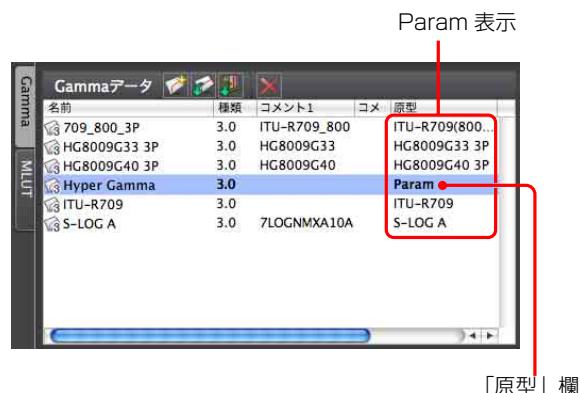 Param 表示
Gamma
MLUT
Gammaデータ
名前 種類 コメント1 コメ 原型
709_800_3P 3.0 ITU-R709_800 ITU-R709(800...
HG8009G33 3P 3.0 HG8009G33 HG8009G33 3P
HG8009G40 3P 3.0 HG8009G40 HG8009G40 3P
Hyper Gamma 3.0 Param
ITU-R709 3.0 ITU-R709
S-LOG A 3.0 7LOGNMXA10A S-LOG A
「原型」欄